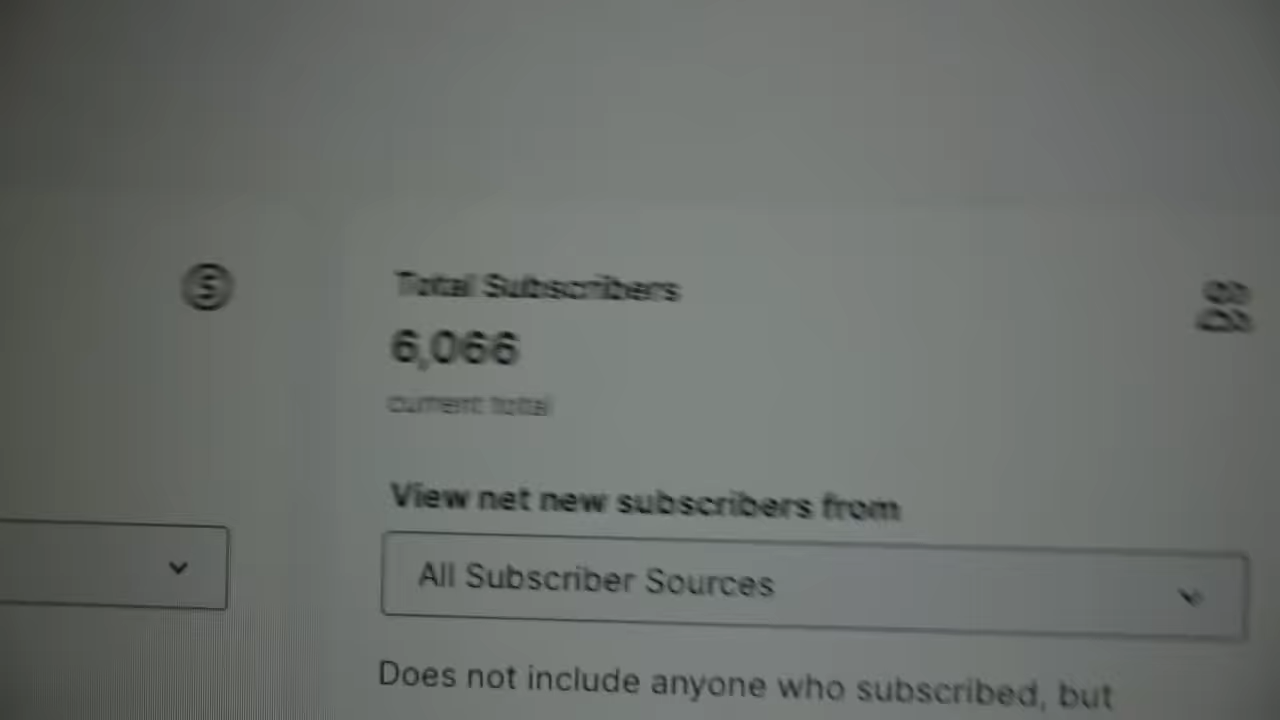 Total Subscribers
6,066
current total
View net new subscribers from
All Subscriber Sources
Does not include anyone who subscribed, but